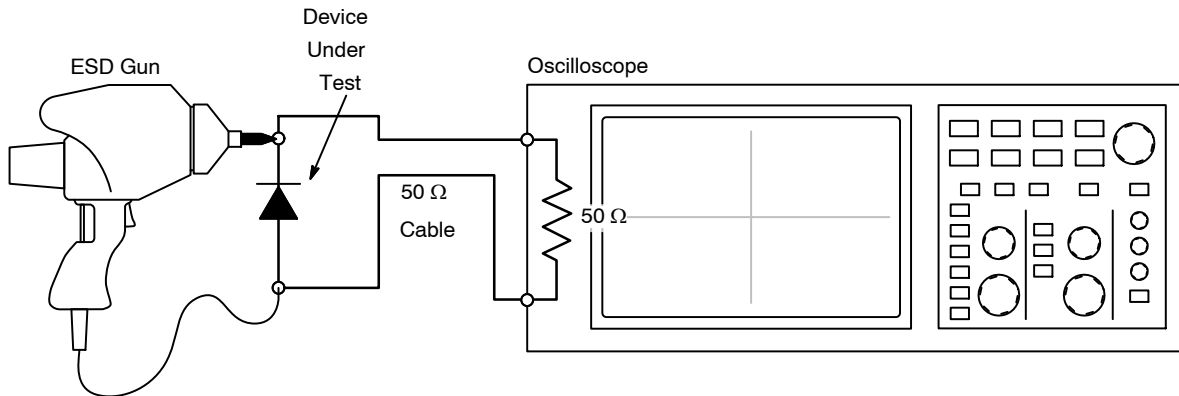 Device
Under
Test
ESD Gun
Oscilloscope
50 Ω
Cable
50 Ω